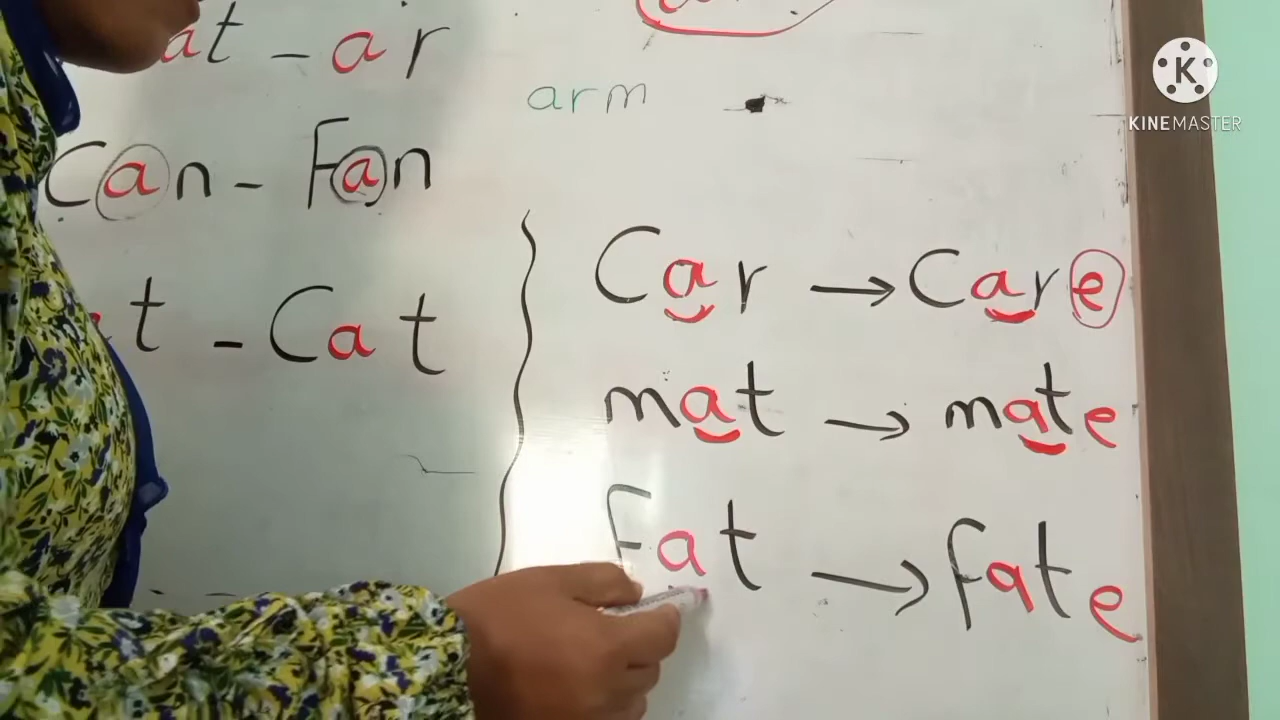 at - ar
arm
Can - Fan
t - Cat
Car → Care
mat → mate
Fat → fate
KINEMASTER